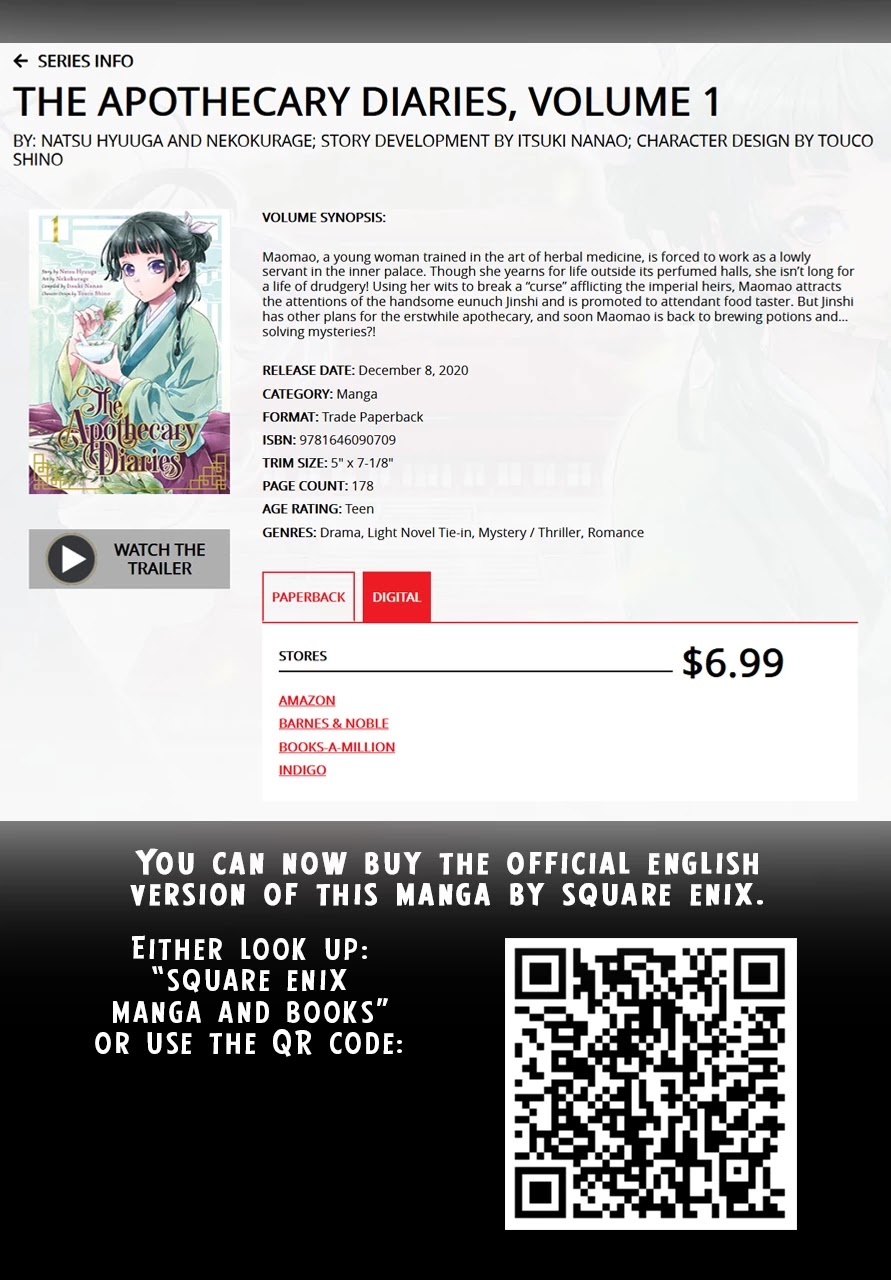 ← SERIES INFO
THE APOTHECARY DIARIES, VOLUME 1
BY: NATSU HYUUGA AND NEKOKURAGE; STORY DEVELOPMENT BY ITSUKI NANAO; CHARACTER DESIGN BY TOUCO
SHINO
1
Story by Natsu Hyuuga
Art by Nekokurage
Compiled by Itsuki Nanao
Character Design by Touco Shino
The
Apothecary
Diaries
WATCH THE
TRAILER
VOLUME SYNOPSIS:
Maomao, a young woman trained in the art of herbal medicine, is forced to work as a lowly
servant in the inner palace. Though she yearns for life outside its perfumed halls, she isn’t long for
a life of drudgery! Using her wits to break a “curse” afflicting the imperial heirs, Maomao attracts
the attentions of the handsome eunuch Jinshi and is promoted to attendant food taster. But Jinshi
has other plans for the erstwhile apothecary, and soon Maomao is back to brewing potions and...
solving mysteries?!
RELEASE DATE: December 8, 2020
CATEGORY: Manga
FORMAT: Trade Paperback
ISBN: 9781646090709
TRIM SIZE: 5" x 7-1/8"
PAGE COUNT: 178
AGE RATING: Teen
GENRES: Drama, Light Novel Tie-in, Mystery / Thriller, Romance
PAPERBACK DIGITAL
STORES $6.99
AMAZON
BARNES & NOBLE
BOOKS-A-MILLION
INDIGO
YOU CAN NOW BUY THE OFFICIAL ENGLISH
VERSION OF THIS MANGA BY SQUARE ENIX.
EITHER LOOK UP:
“SQUARE ENIX
MANGA AND BOOKS”
OR USE THE QR CODE: